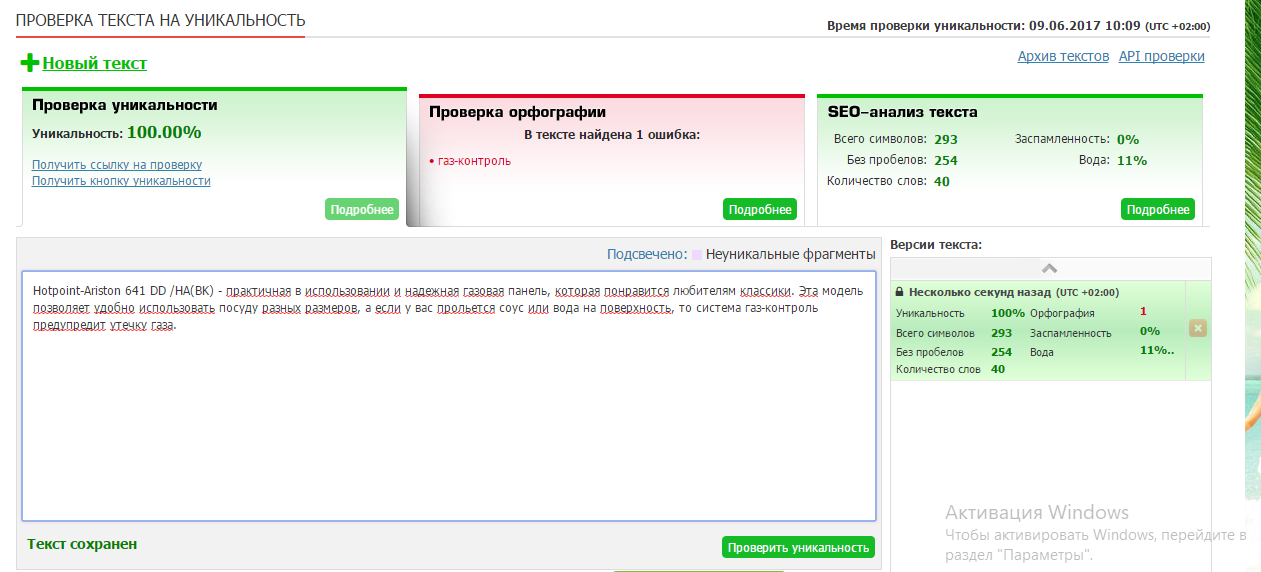 ПРОВЕРКА ТЕКСТА НА УНИКАЛЬНОСТЬ
Время проверки уникальности: 09.06.2017 10:09 (UTC +02:00)
Новый текст
Архив текстов API проверки
Проверка уникальности
Уникальность: 100.00%
Получить ссылку на проверку
Получить кнопку уникальности
Подробнее
Проверка орфографии
В тексте найдена 1 ошибка:
• газ-контроль
Подробнее
SEO-анализ текста
Всего символов: 293 Заспамленность: 0%
Без пробелов: 254 Вода: 11%
Количество слов: 40
Подробнее
Подсвечено: Неуникальные фрагменты
Hotpoint-Ariston 641 DD /HA(BK) - практичная в использовании и надежная газовая панель, которая понравится любителям классики. Эта модель
позволяет удобно использовать посуду разных размеров, а если у вас прольется соус или вода на поверхность, то система газ-контроль
предупредит утечку газа.
Текст сохранен
Проверить уникальность
Версии текста:
Несколько секунд назад (UTC +02:00)
Уникальность 100% Орфография 1
Всего символов 293 Заспамленность 0%
Без пробелов 254 Вода 11%..
Количество слов 40
Активация Windows
Чтобы активировать Windows, перейдите в
раздел "Параметры".